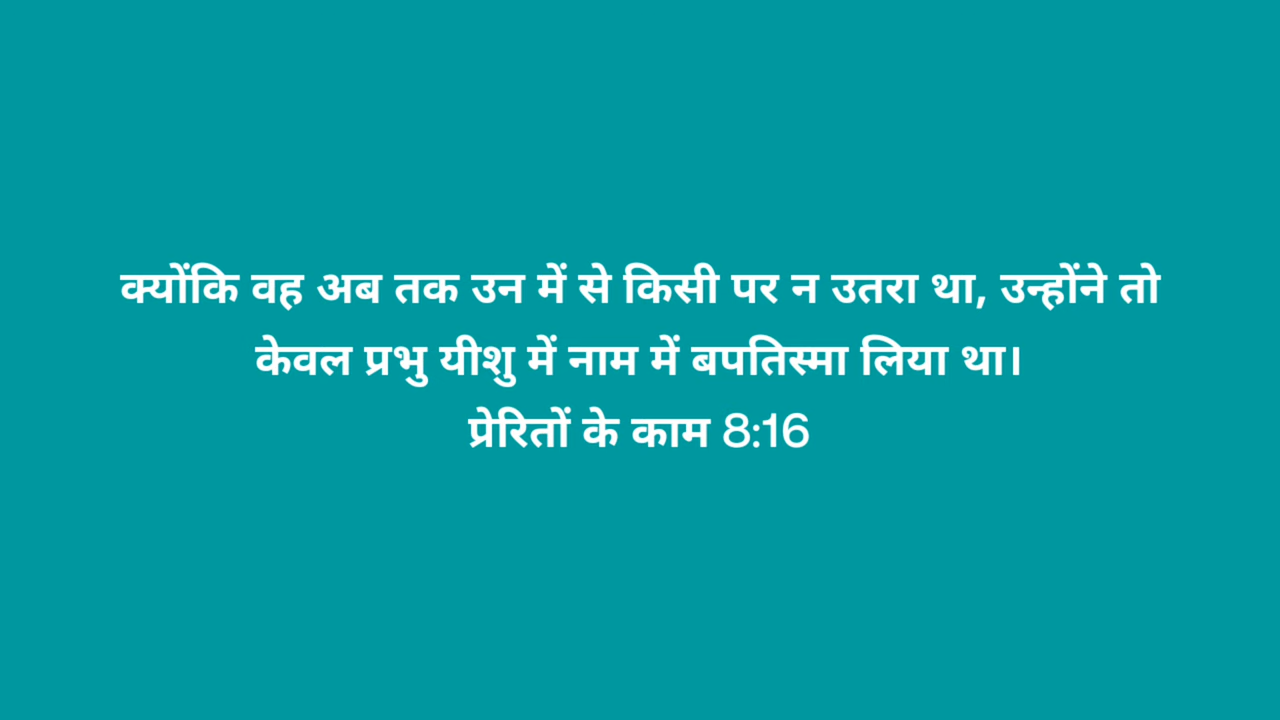 क्योंकि वह अब तक उन में से किसी पर न उतरा था, उन्होंने तो
केवल प्रभु यीशु में नाम में बपतिस्मा लिया था।
प्रेरितों के काम 8:16